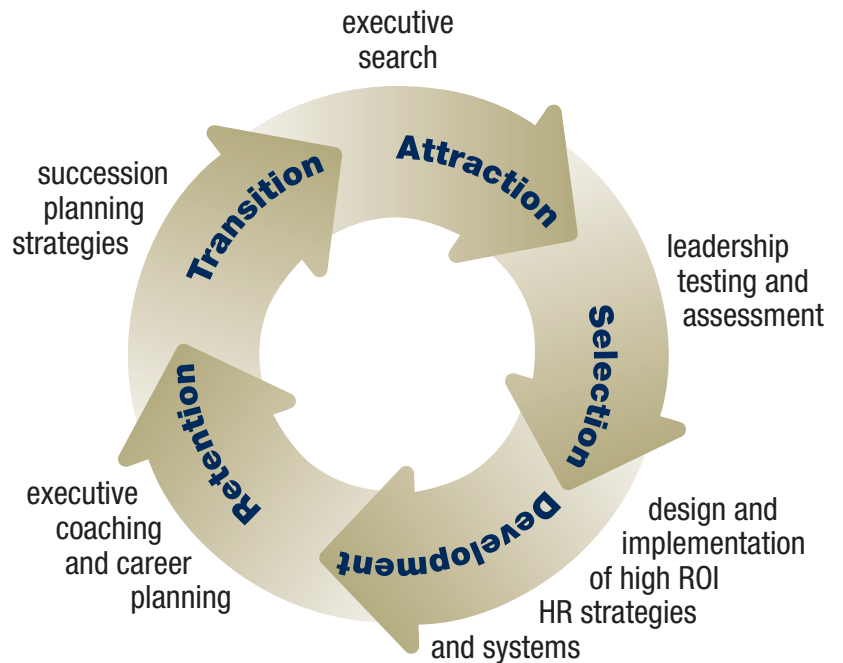 executive
search
Attraction
leadership
testing and
assessment
Selection
design and
implementation
of high ROI
HR strategies
and systems
Development
executive
coaching
and career
planning
Retention
succession
planning
strategies
Transition